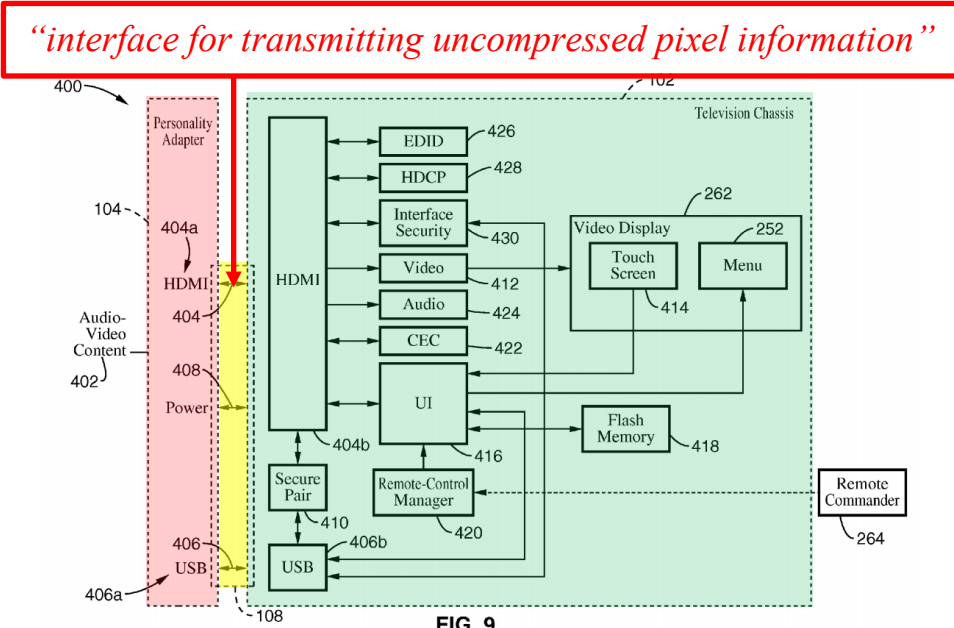 “interface for transmitting uncompressed pixel information”
400
102
Personality
Adapter
Television Chassis
EDID
426
HDCP
428
104
404a
Interface
Security
430
262
Video Display
252
Touch
Screen
Menu
HDMI
HDMI
Video
412
414
404
Audio
424
Audio-
Video
Content
402
CEC
422
408
Power
UI
Flash
Memory
418
404b
416
Secure
Pair
410
Remote-Control
Manager
420
Remote
Commander
264
406
USB
406b
USB
406a
108
FIG. 9